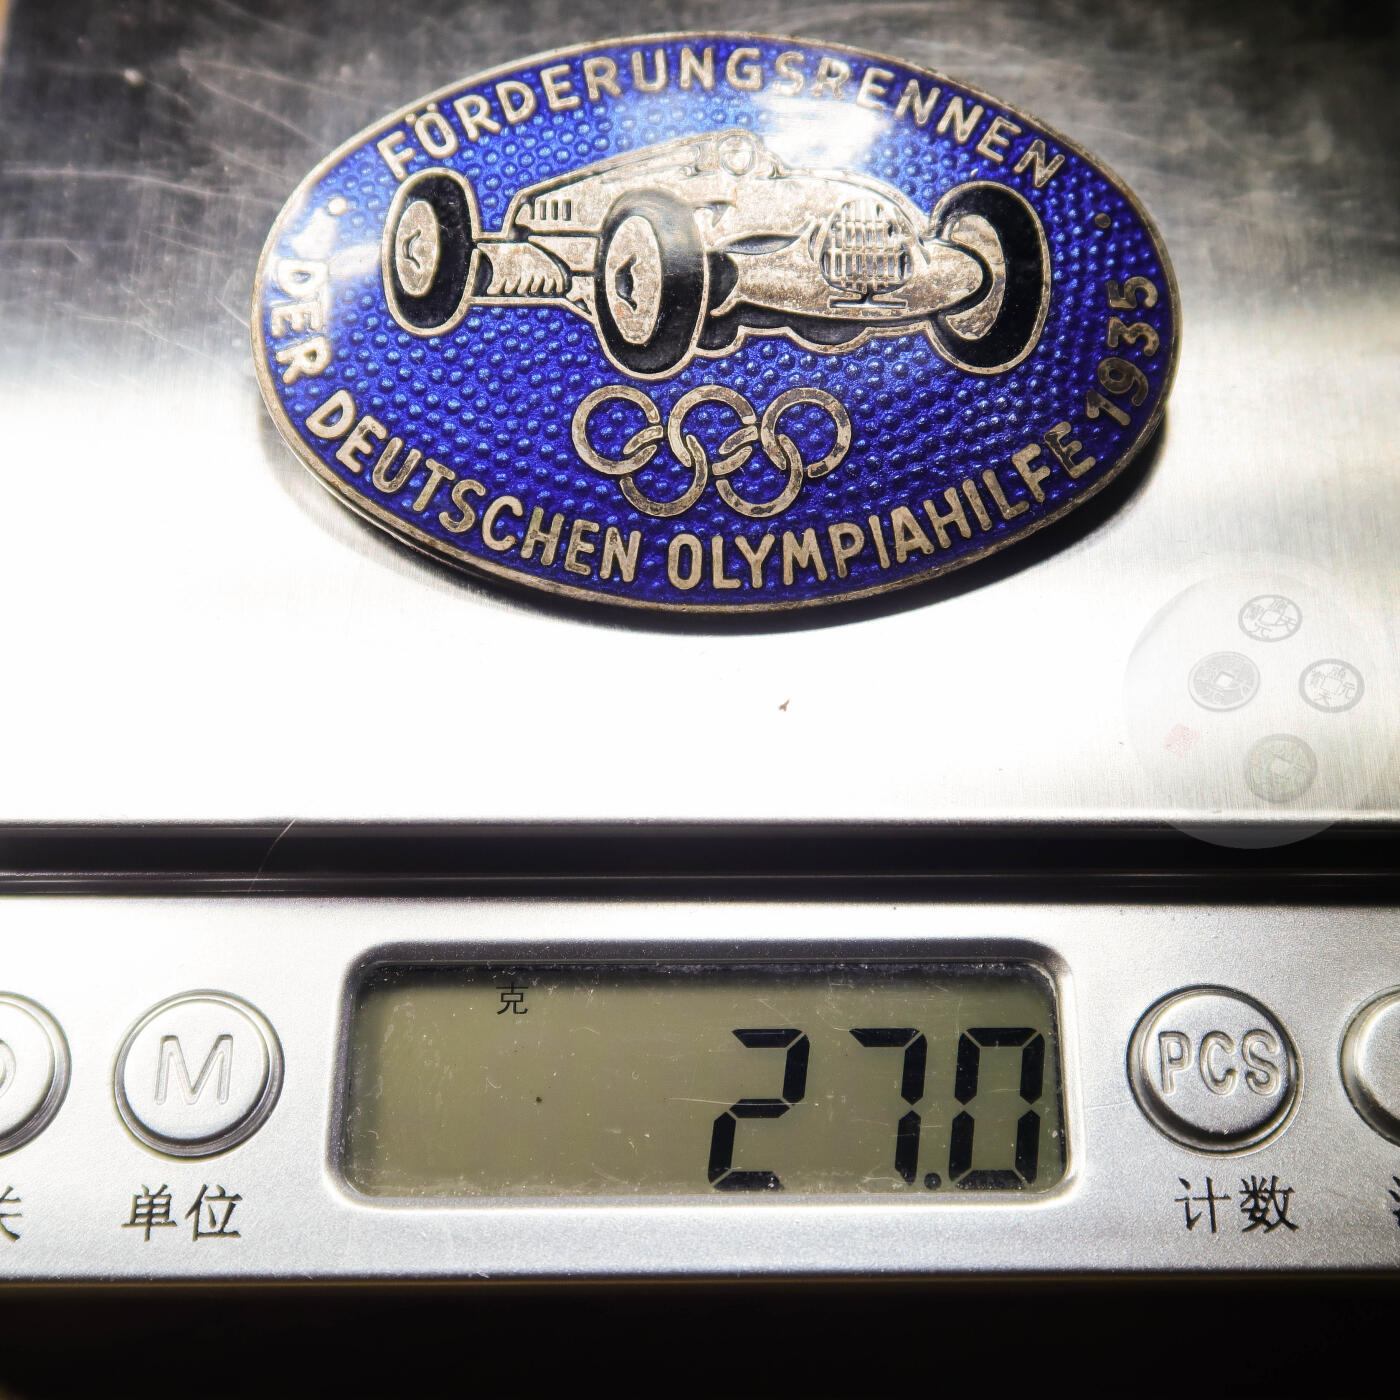 FÖRDERUNGSRENNEN
DER DEUTSCHEN OLYMPIAHILFE 1935
克
27.0
M
PCS
单位
计数